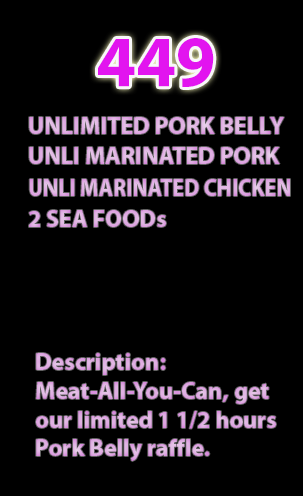 449
UNLIMITED PORK BELLY
UNLI MARINATED PORK
UNLI MARINATED CHICKEN
2 SEA FOODs
Description:
Meat-All-You-Can, get
our limited 1 1/2 hours
Pork Belly raffle.